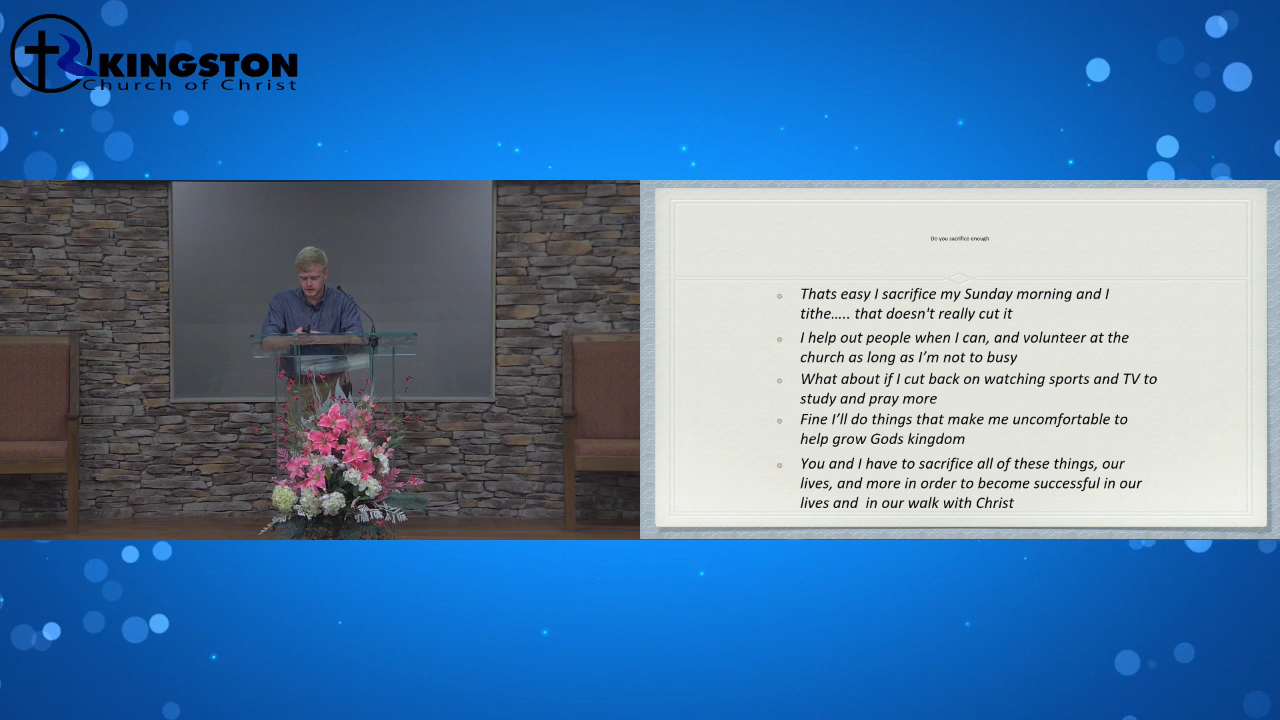 KINGSTON
Church of Christ
Do you sacrifice enough
Thats easy I sacrifice my Sunday morning and I
tithe..... that doesn't really cut it
I help out people when I can, and volunteer at the
church as long as I'm not to busy
What about if I cut back on watching sports and TV to
study and pray more
Fine I'll do things that make me uncomfortable to
help grow Gods kingdom
You and I have to sacrifice all of these things, our
lives, and more in order to become successful in our
lives and  in our walk with Christ